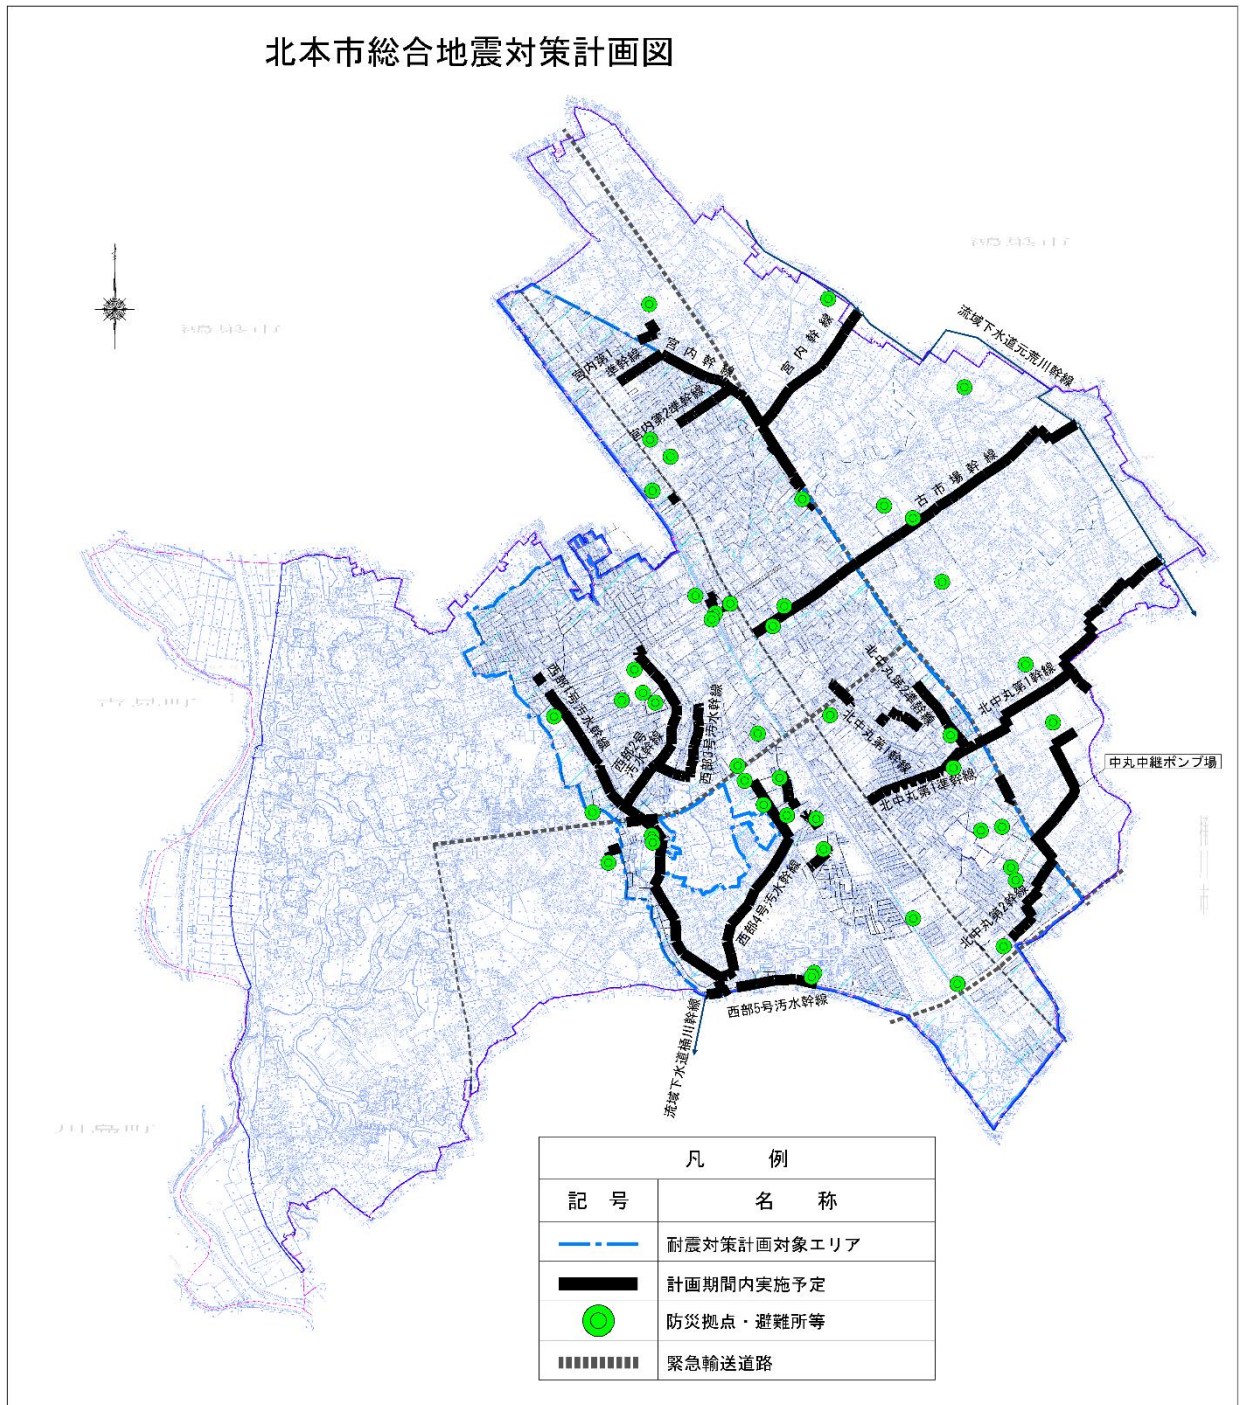 北本市総合地震対策計画図
流域下水道元荒川幹線
宮内幹線
宮内幹線
宮内第1
準幹線
宮内第2準幹線
古市場幹線
西部1号汚水幹線
西部2号
汚水幹線
西部3号汚水幹線
北中丸第2準幹線
北中丸第1幹線
北中丸第1幹線
北中丸第1準幹線
中丸中継ポンプ場
西部4号汚水幹線
北中丸第2幹線
西部5号汚水幹線
流域下水道桶川幹線
川島町
凡 例
記 号 名 称
耐震対策計画対象エリア
計画期間内実施予定
防災拠点・避難所等
緊急輸送道路